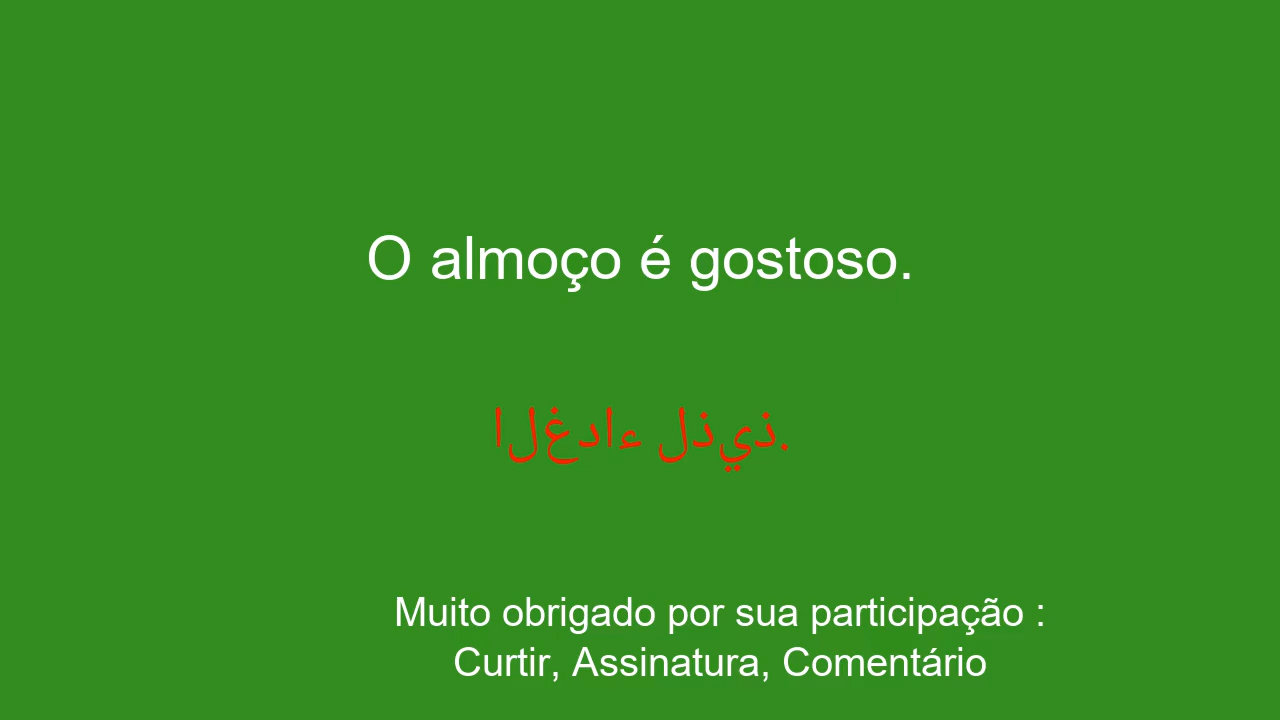 O almoço é gostoso.
الغداء لذيذ.
Muito obrigado por sua participação :
Curtir, Assinatura, Comentário